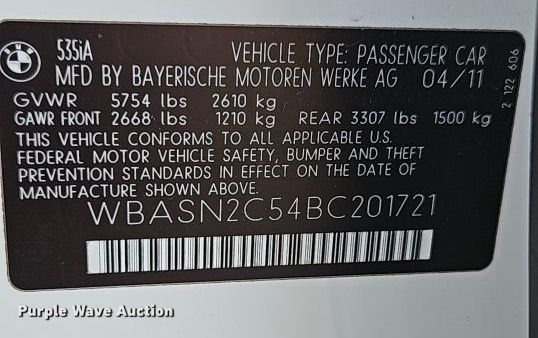 BMW
535iA VEHICLE TYPE: PASSENGER CAR
MFD BY BAYERISCHE MOTOREN WERKE AG 04/11
GVWR 5754 lbs 2610 kg
GAWR FRONT 2668 lbs 1210 kg REAR 3307 lbs 1500 kg
THIS VEHICLE CONFORMS TO ALL APPLICABLE U.S.
FEDERAL MOTOR VEHICLE SAFETY, BUMPER AND THEFT
PREVENTION STANDARDS IN EFFECT ON THE DATE OF
MANUFACTURE SHOWN ABOVE.
WBASN2C54BC201721
2 122 606
Purple Wave Auction